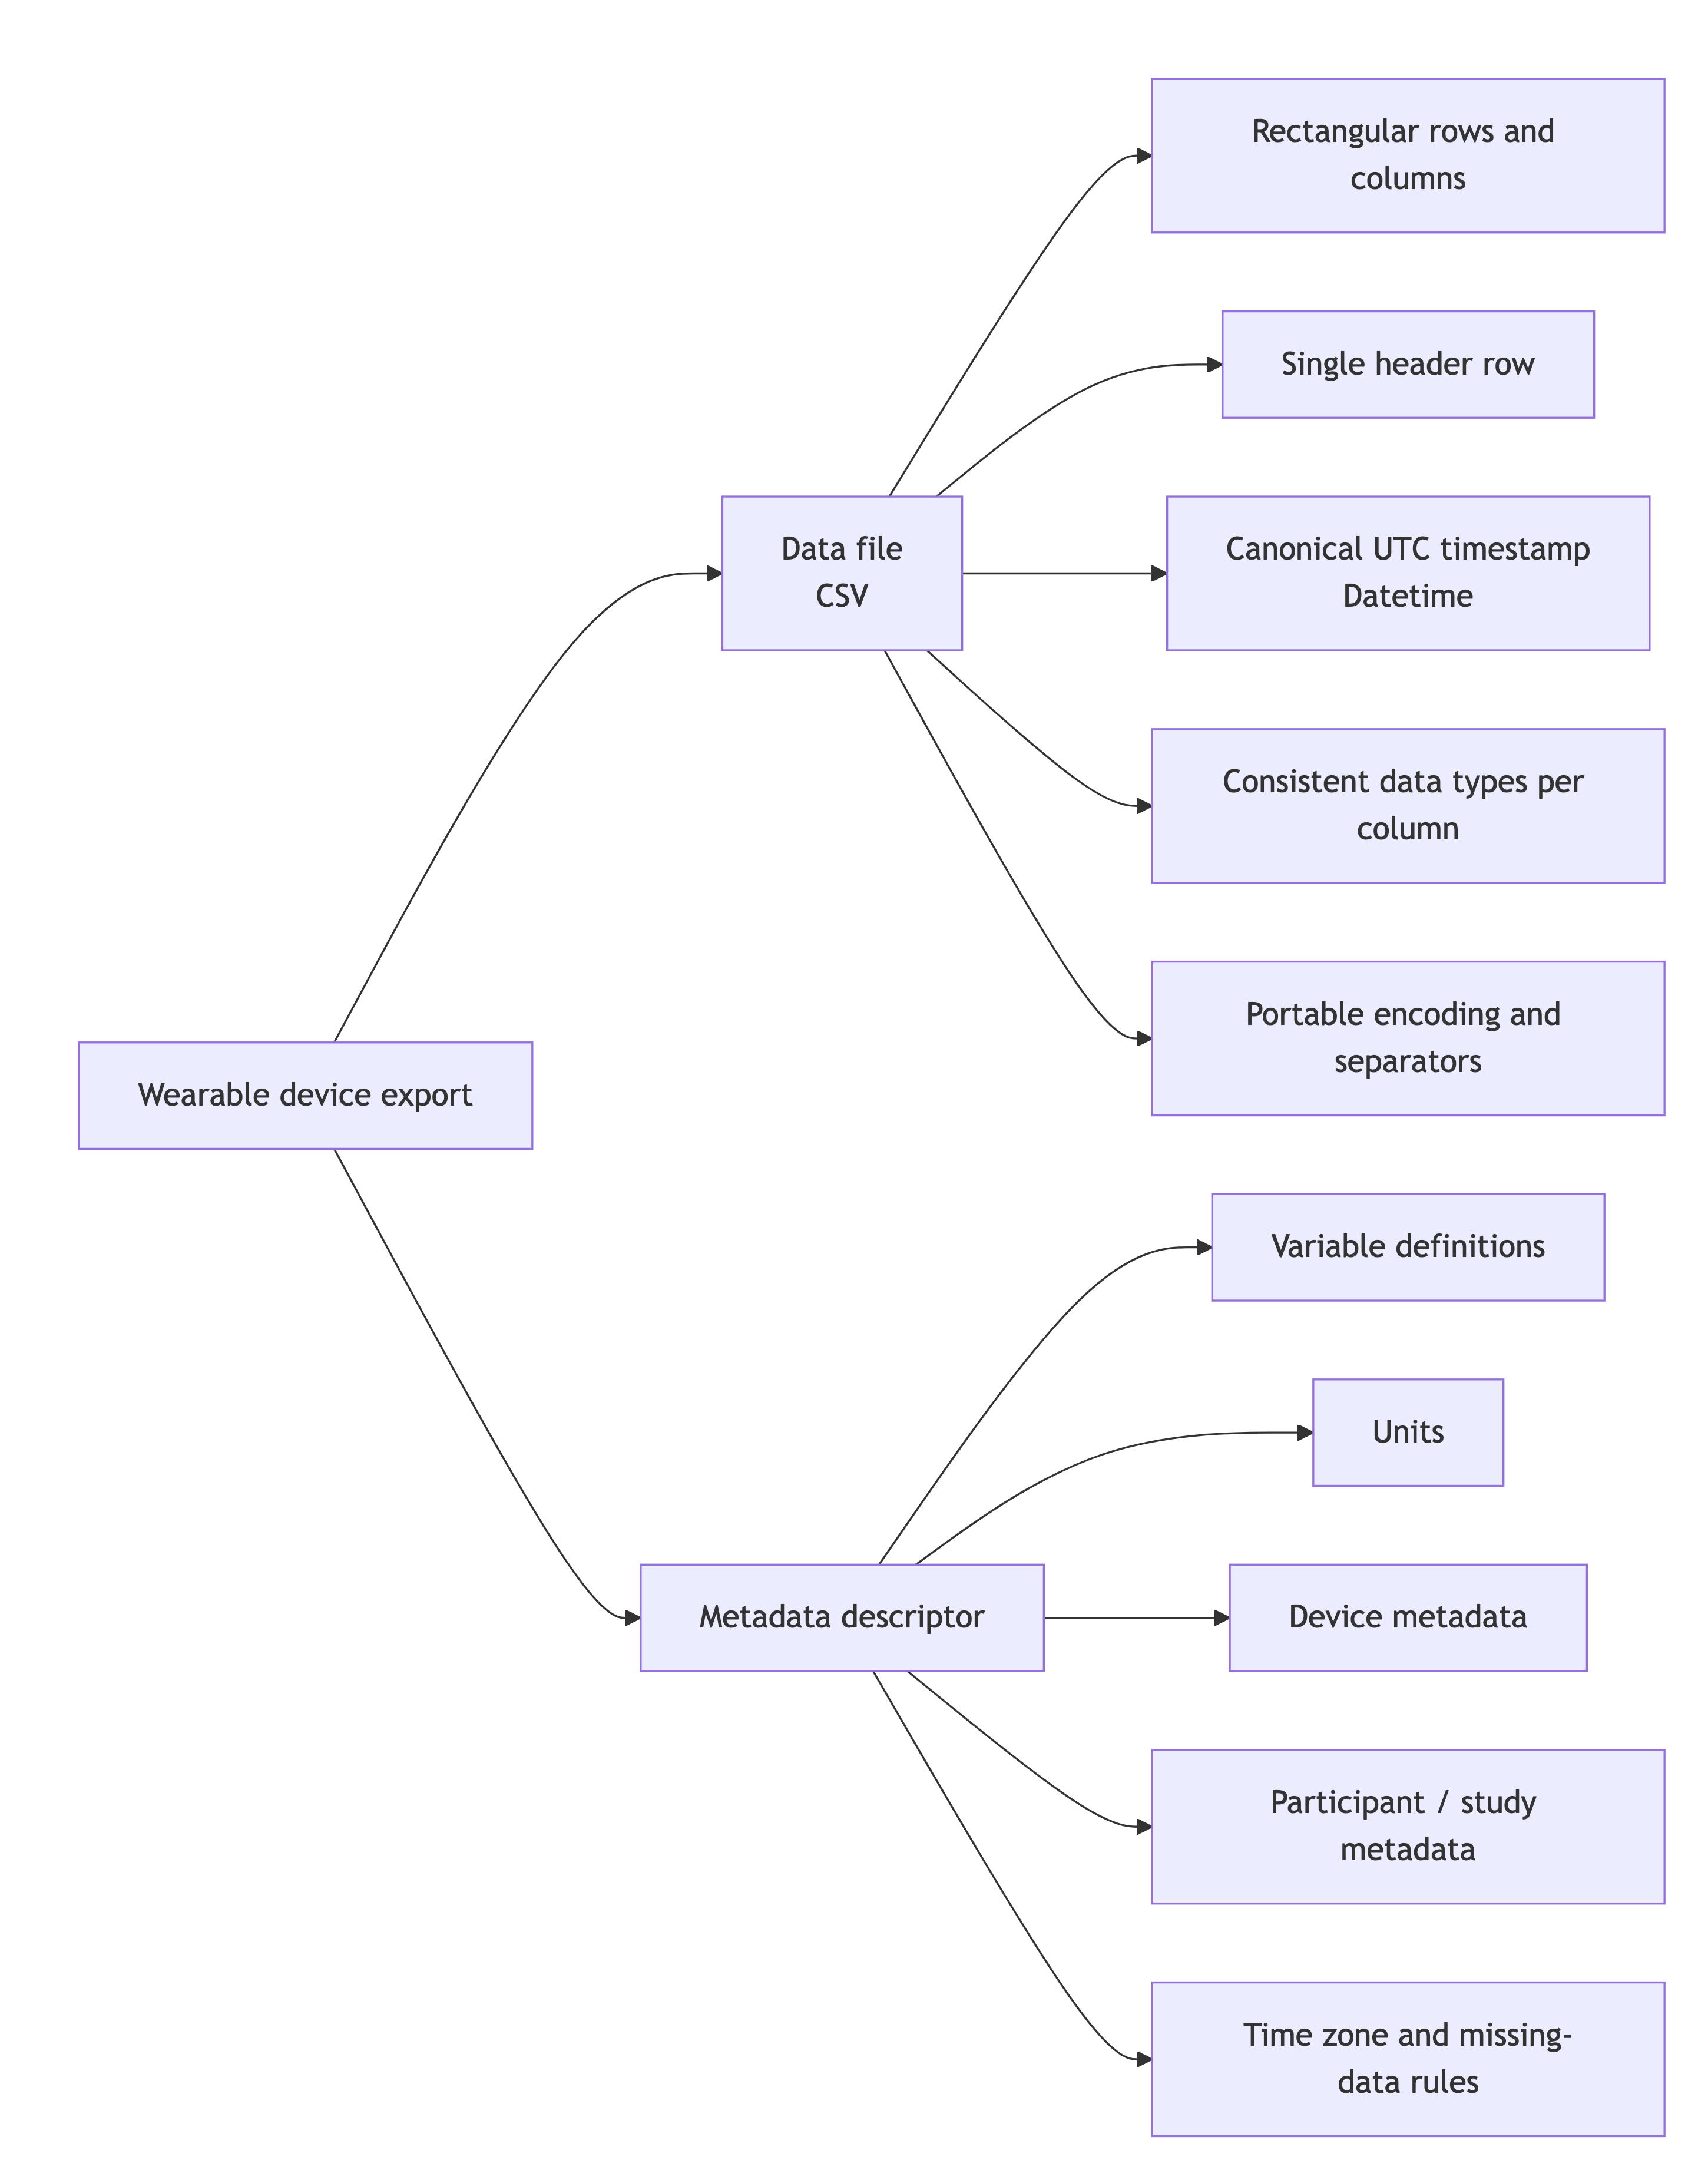 Rectangular rows and
columns
Single header row
Data file
CSV
Canonical UTC timestamp
Datetime
Consistent data types per
column
Portable encoding and
separators
Wearable device export
Variable definitions
Units
Metadata descriptor
Device metadata
Participant / study
metadata
Time zone and missing-
data rules